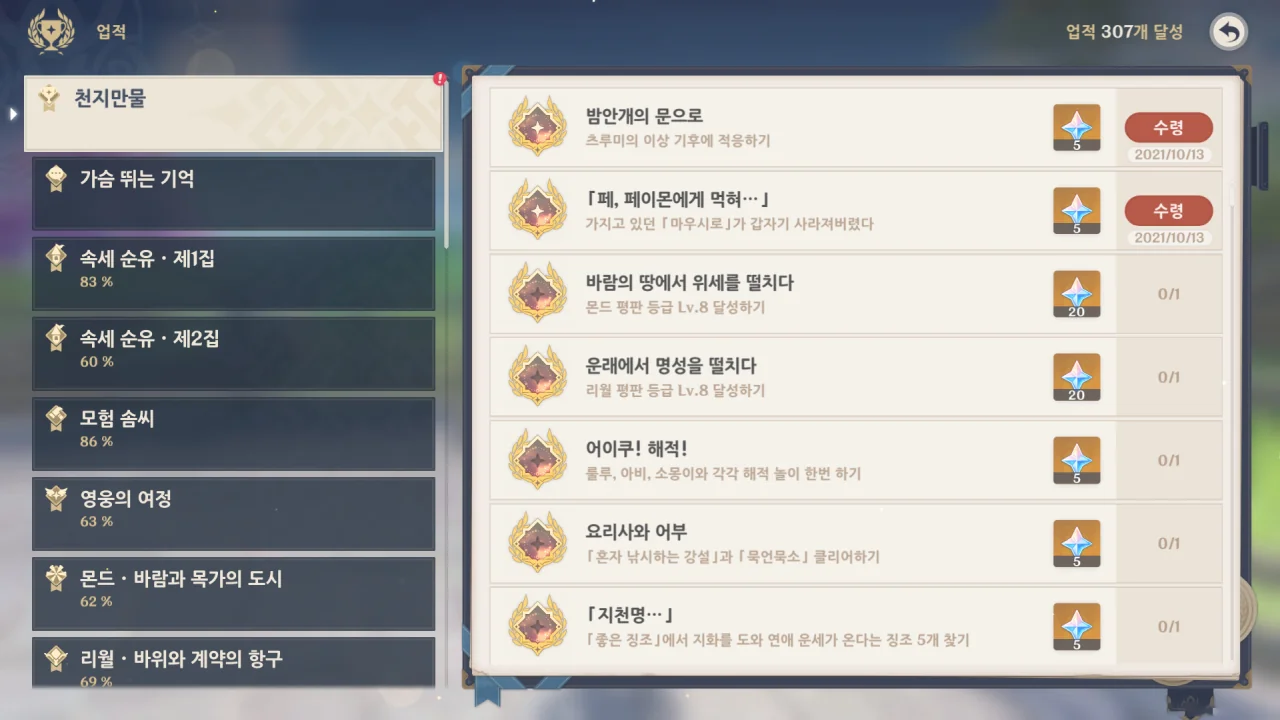 업적
업적 307개 달성
천지만물
가슴 뛰는 기억
속세 순유・제1집
83 %
속세 순유・제2집
60 %
모험 솜씨
86 %
영웅의 여정
63 %
몬드・바람과 목가의 도시
62 %
리월・바위와 계약의 항구
69 %
밤안개의 문으로
츠루미의 이상 기후에 적응하기
5
수령
2021/10/13
「페, 페이몬에게 먹혀…」
가지고 있던 「마우시로」가 갑자기 사라져버렸다
5
수령
2021/10/13
바람의 땅에서 위세를 떨치다
몬드 평판 등급 Lv.8 달성하기
20
0/1
운래에서 명성을 떨치다
리월 평판 등급 Lv.8 달성하기
20
0/1
어이쿠! 해적!
룰루, 아비, 소몽이와 각각 해적 놀이 한번 하기
5
0/1
요리사와 어부
「혼자 낚시하는 강설」과 「묵언묵소」 클리어하기
5
0/1
「지천명…」
「좋은 징조」에서 지화를 도와 연애 운세가 온다는 징조 5개 찾기
5
0/1